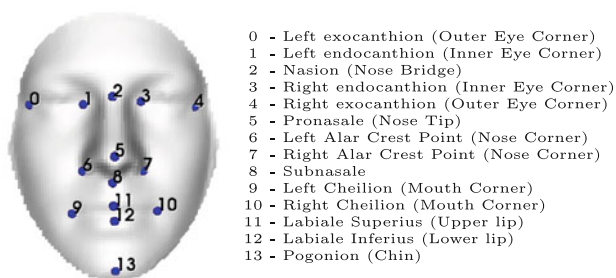 0 1 2 3 4
5
6 7
8
9 11 10
12
13
0 - Left exocanthion (Outer Eye Corner)
1 - Left endocanthion (Inner Eye Corner)
2 - Nasion (Nose Bridge)
3 - Right endocanthion (Inner Eye Corner)
4 - Right exocanthion (Outer Eye Corner)
5 - Pronasale (Nose Tip)
6 - Left Alar Crest Point (Nose Corner)
7 - Right Alar Crest Point (Nose Corner)
8 - Subnasale
9 - Left Cheilion (Mouth Corner)
10 - Right Cheilion (Mouth Corner)
11 - Labiale Superius (Upper lip)
12 - Labiale Inferius (Lower lip)
13 - Pogonion (Chin)